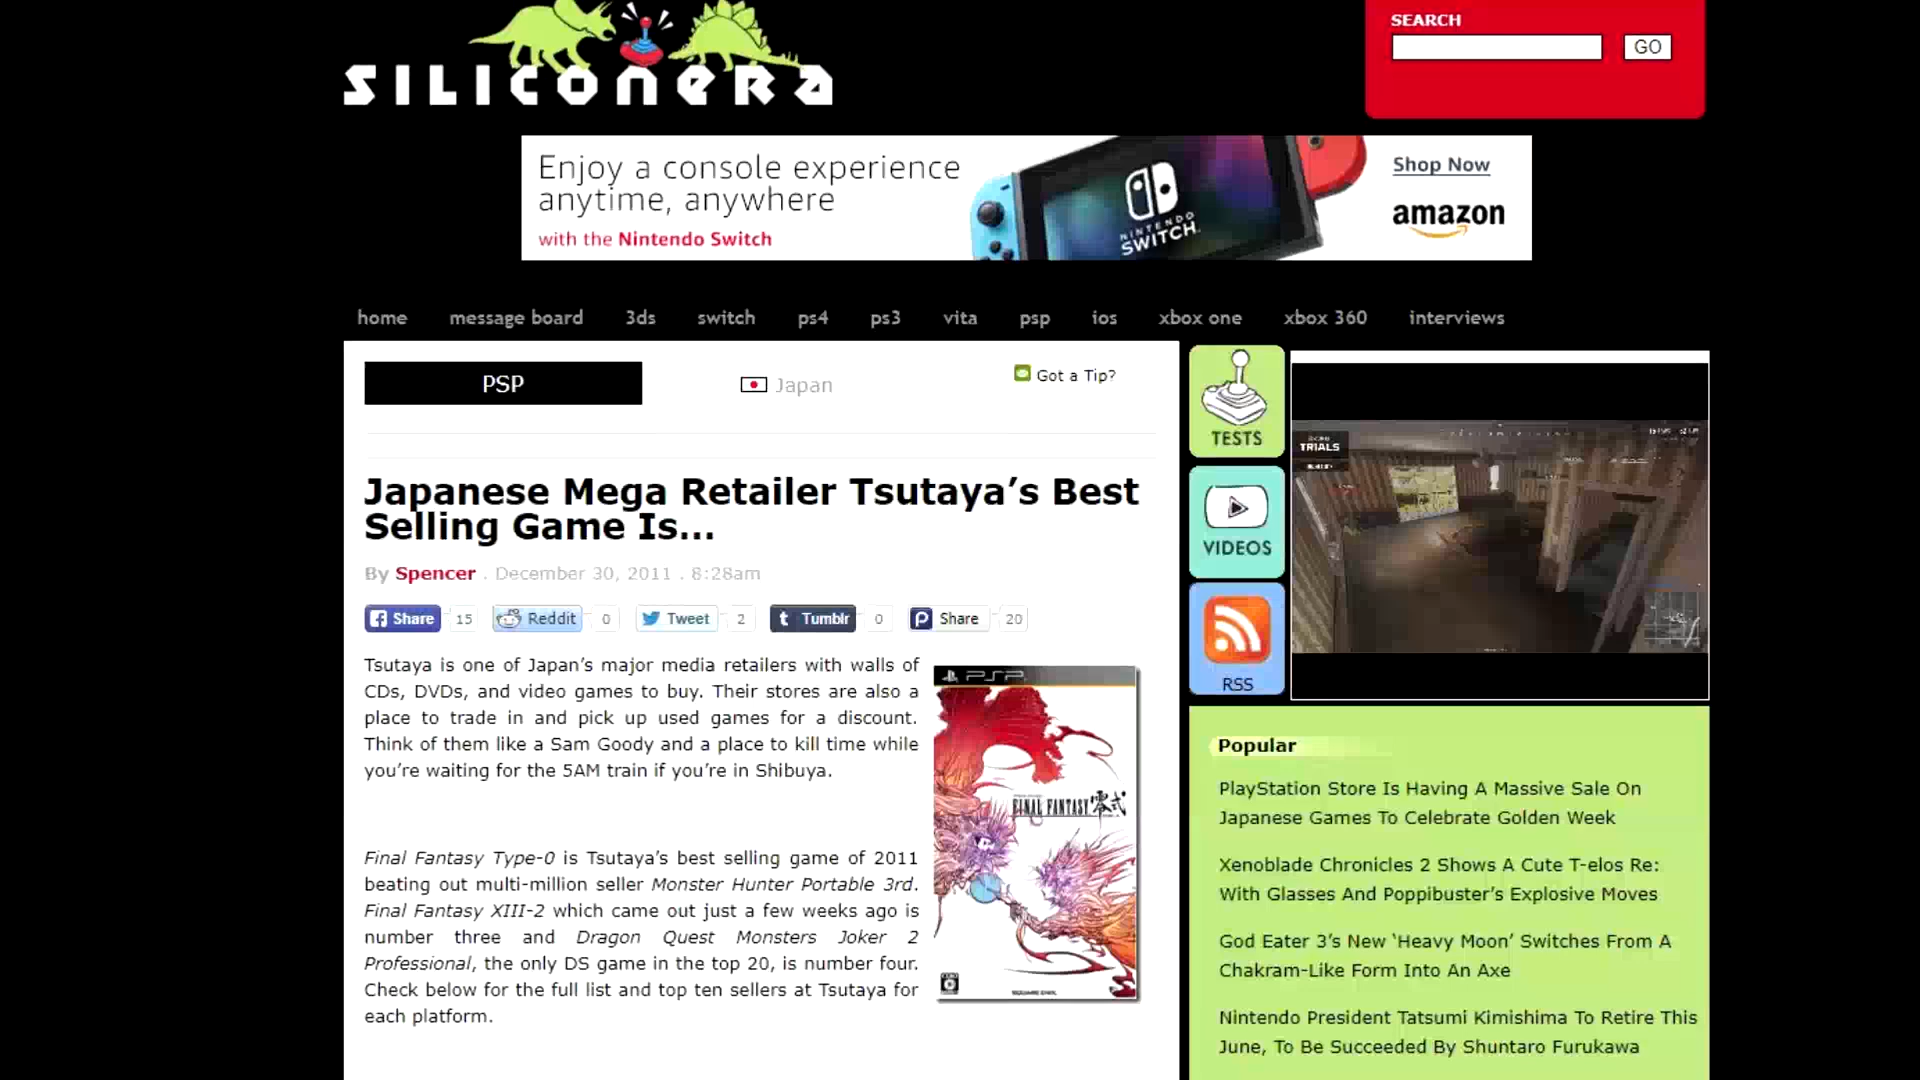 SILICONERA
SEARCH
GO
Enjoy a console experience
anytime, anywhere
with the Nintendo Switch
NINTENDO
SWITCH
Shop Now
amazon
home message board 3ds switch ps4 ps3 vita psp ios xbox one xbox 360 interviews
PSP
Japan
Got a Tip?
Japanese Mega Retailer Tsutaya’s Best
Selling Game Is…
By Spencer . December 30, 2011 . 8:28am
Share 15 Reddit 0 Tweet 2 Tumblr 0 Share 20
Tsutaya is one of Japan’s major media retailers with walls of
CDs, DVDs, and video games to buy. Their stores are also a
place to trade in and pick up used games for a discount.
Think of them like a Sam Goody and a place to kill time while
you’re waiting for the 5AM train if you’re in Shibuya.
Final Fantasy Type-0 is Tsutaya’s best selling game of 2011
beating out multi-million seller Monster Hunter Portable 3rd.
Final Fantasy XIII-2 which came out just a few weeks ago is
number three and Dragon Quest Monsters Joker 2
Professional, the only DS game in the top 20, is number four.
Check below for the full list and top ten sellers at Tsutaya for
each platform.
PSP
FINAL FANTASY 零式
SQUARE ENIX
TESTS
VIDEOS
RSS
TRIALS
Popular
PlayStation Store Is Having A Massive Sale On
Japanese Games To Celebrate Golden Week
Xenoblade Chronicles 2 Shows A Cute T-elos Re:
With Glasses And Poppibuster’s Explosive Moves
God Eater 3’s New ‘Heavy Moon’ Switches From A
Chakram-Like Form Into An Axe
Nintendo President Tatsumi Kimishima To Retire This
June, To Be Succeeded By Shuntaro Furukawa